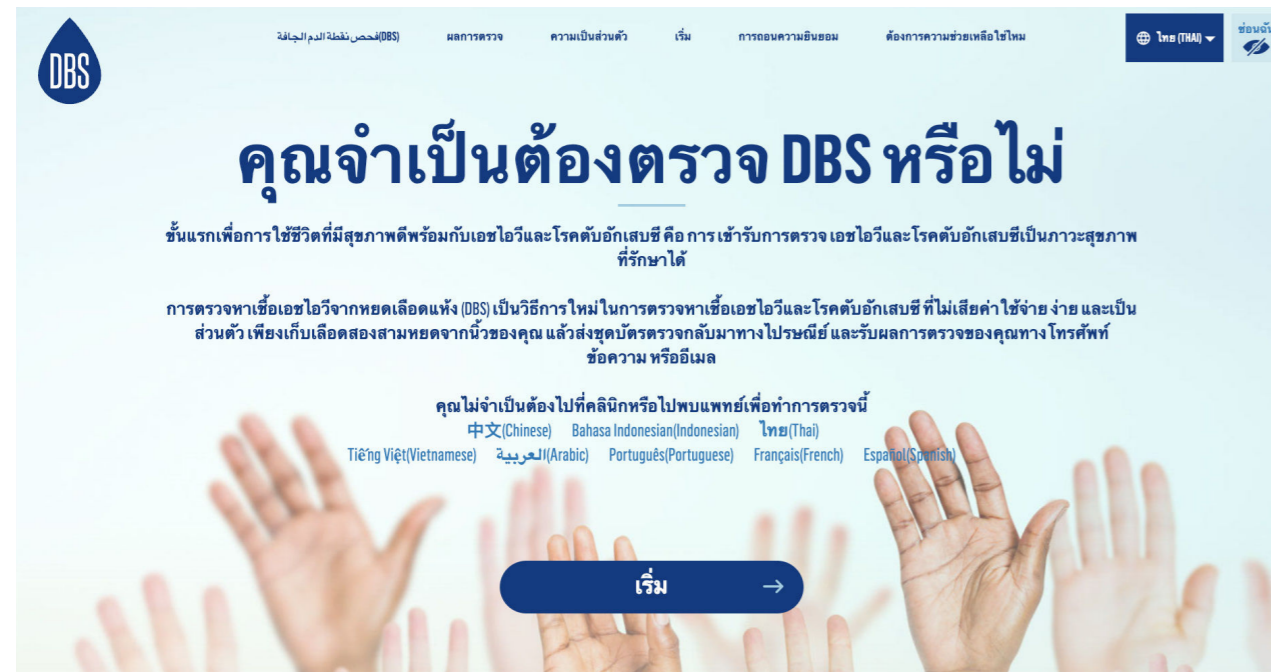 DBS
فحص نقطة الدم الجافة(DBS)
ผลการตรวจ
ความเป็นส่วนตัว
เริ่ม
การถอนความยินยอม
ต้องการความช่วยเหลือใช่ไหม
ไทย (THAI)
ซ่อนฉัน
คุณจำเป็นต้องตรวจ DBS หรือไม่
ขั้นแรกเพื่อการใช้ชีวิตที่มีสุขภาพดีพร้อมกับเอชไอวีและโรคตับอักเสบซี คือ การเข้ารับการตรวจ เอชไอวีและโรคตับอักเสบซีเป็นภาวะสุขภาพ
ที่รักษาได้
การตรวจหาเชื้อเอชไอวีจากหยดเลือดแห้ง (DBS) เป็นวิธีการใหม่ในการตรวจหาเชื้อเอชไอวีและโรคตับอักเสบซี ที่ไม่เสียค่าใช้จ่าย ง่าย และเป็น
ส่วนตัว เพียงเก็บเลือดสองสามหยดจากนิ้วของคุณ แล้วส่งชุดบัตรตรวจกลับมาทางไปรษณีย์ และรับผลการตรวจของคุณทางโทรศัพท์
ข้อความ หรืออีเมล
คุณไม่จำเป็นต้องไปที่คลินิกหรือไปพบแพทย์เพื่อทำการตรวจนี้
中文(Chinese) Bahasa Indonesian(Indonesian) ไทย(Thai)
Tiếng Việt(Vietnamese) العربية(Arabic) Português(Portuguese) Français(French) Español(Spanish)
เริ่ม